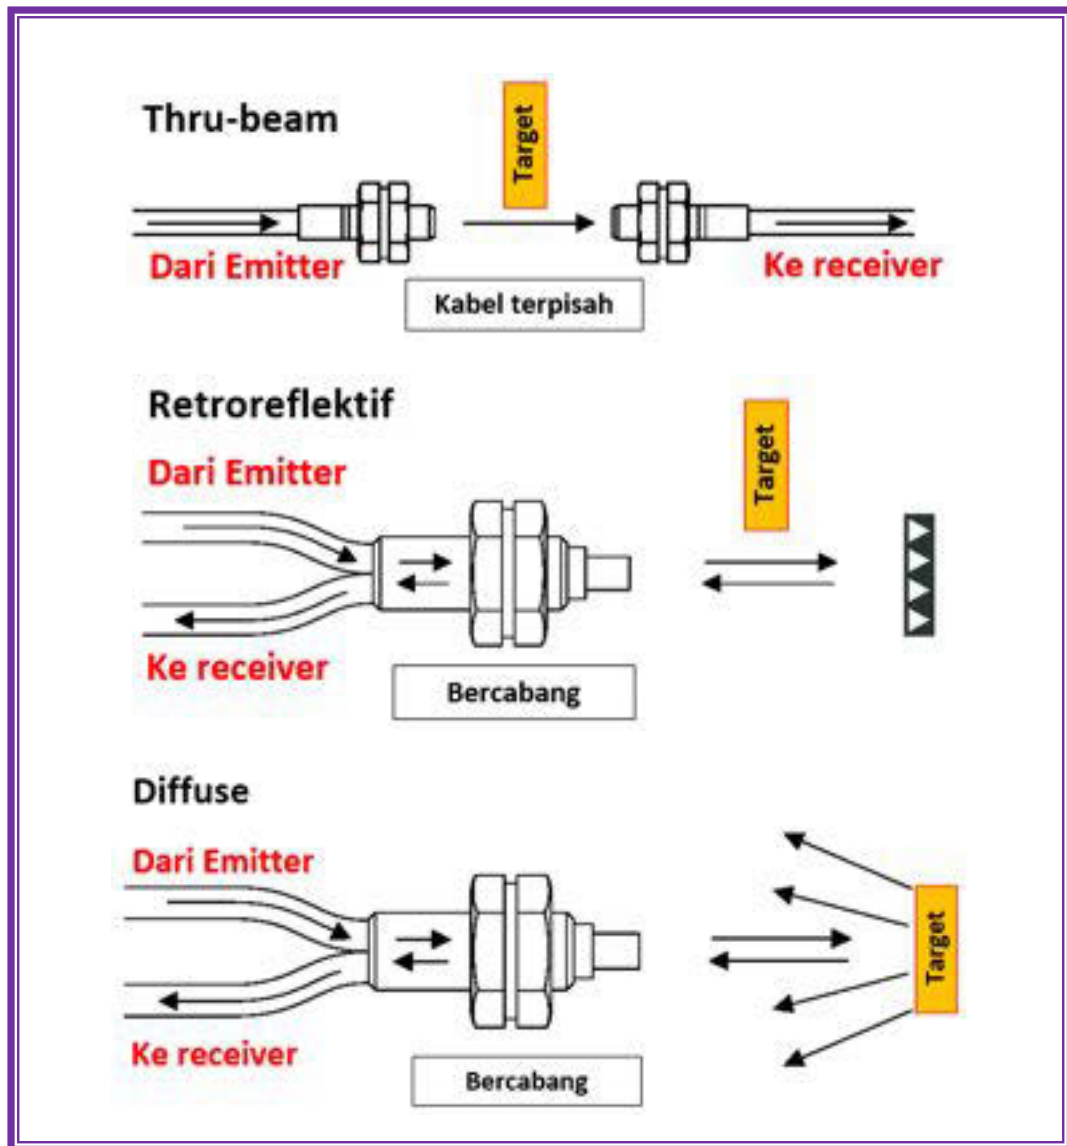 Thru-beam
Target
Dari Emitter
Ke receiver
Kabel terpisah
Retroreflektif
Dari Emitter
Target
Ke receiver
Bercabang
Diffuse
Dari Emitter
Target
Ke receiver
Bercabang